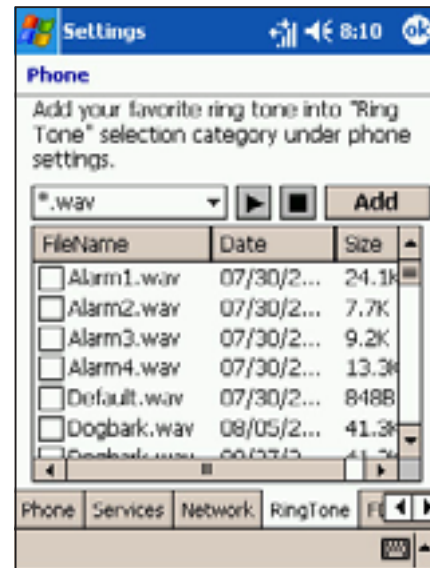 Settings 8:10 ok
Phone
Add your favorite ring tone into "Ring
Tone" selection category under phone
settings.
*.wav Add
FileName Date Size
Alarm1.wav 07/30/2... 24.1K
Alarm2.wav 07/30/2... 7.7K
Alarm3.wav 07/30/2... 9.2K
Alarm4.wav 07/30/2... 13.3K
Default.wav 07/30/2... 848B
Dogbark.wav 08/05/2... 41.3K
Phone Services Network RingTone